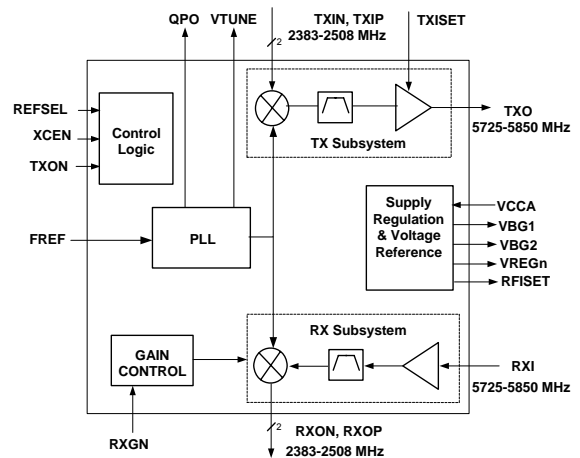 QPO VTUNE TXIN, TXIP TXISET
2383-2508 MHz
2
REFSEL
XCEN
TXON
Control
Logic
TX Subsystem
TXO
5725-5850 MHz
FREF
PLL
Supply
Regulation
& Voltage
Reference
VCCA
VBG1
VBG2
VREGn
RFISET
RX Subsystem
GAIN
CONTROL
RXI
5725-5850 MHz
RXGN
2
RXON, RXOP
2383-2508 MHz